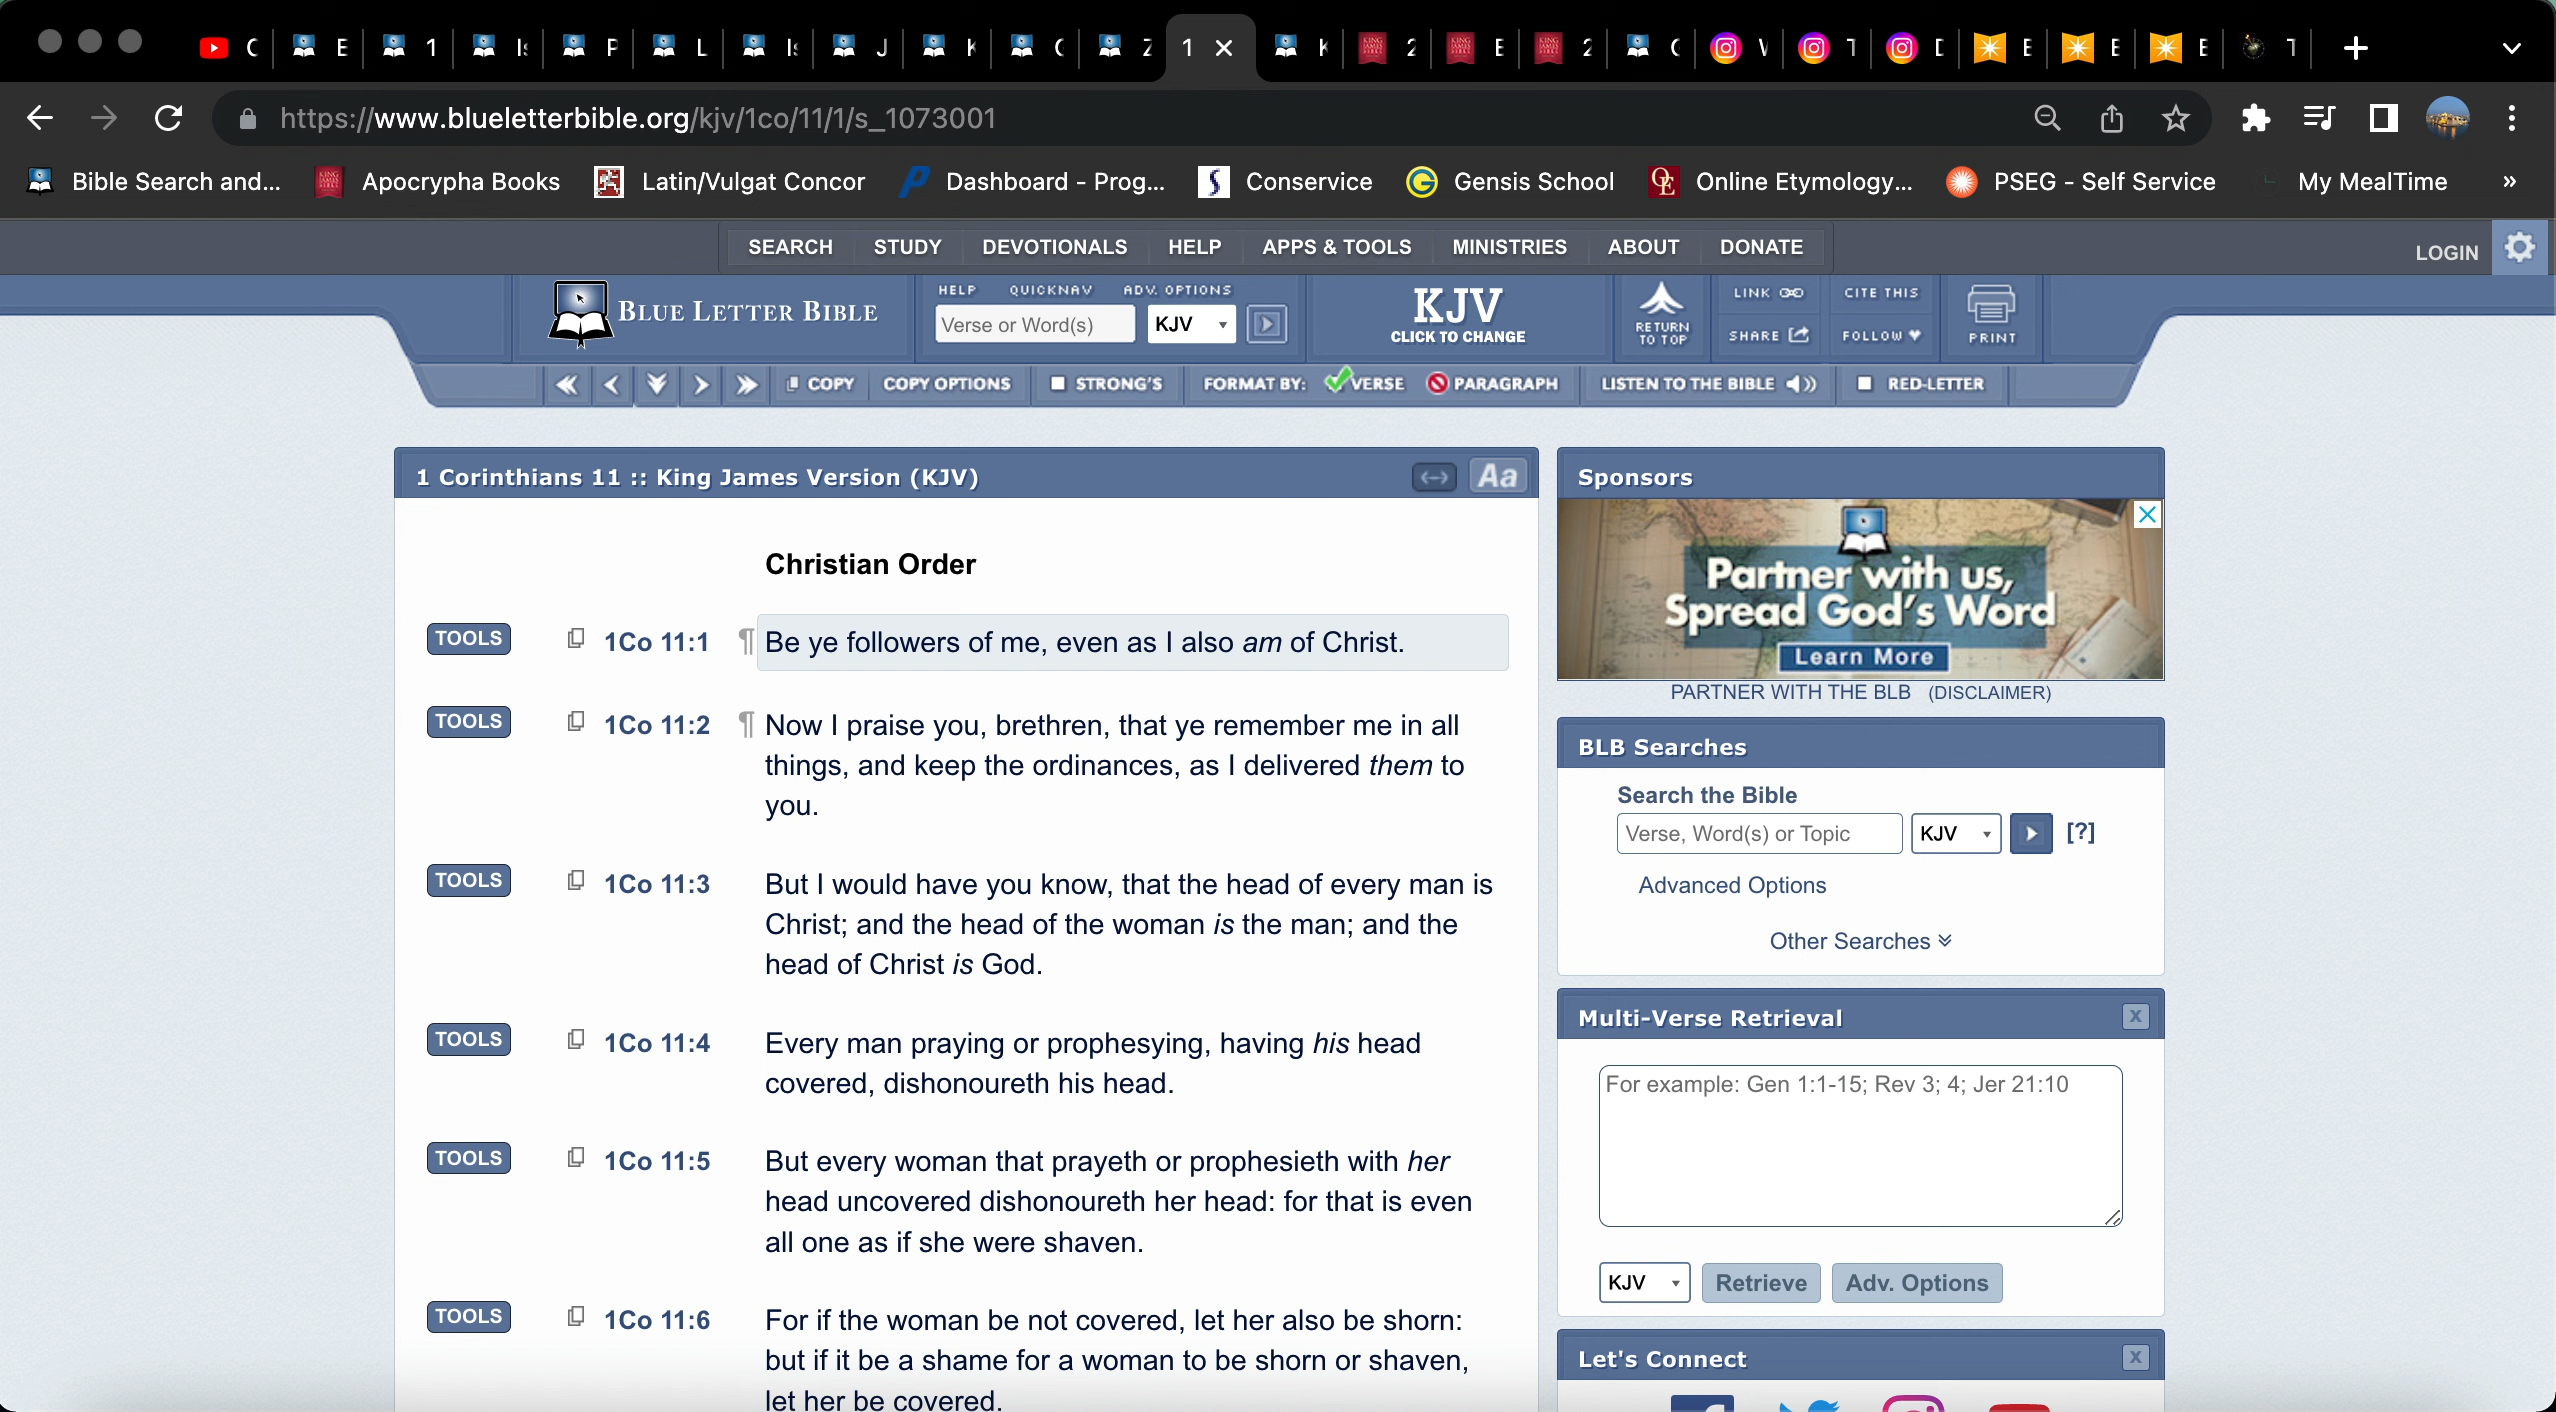 C
E
1
Is
P
L
Is
J
K
C
Z
1
K
2
E
2
C
V
T
E
E
E
T
https://www.blueletterbible.org/kjv/1co/11/1/s_1073001
Bible Search and...
Apocrypha Books
Latin/Vulgat Concor
Dashboard - Prog...
Conservice
Gensis School
Online Etymology...
PSEG - Self Service
My MealTime
»
SEARCH
STUDY
DEVOTIONALS
HELP
APPS & TOOLS
MINISTRIES
ABOUT
DONATE
LOGIN
BLUE LETTER BIBLE
HELP
QUICKNAV
ADV. OPTIONS
Verse or Word(s)
KJV
KJV
CLICK TO CHANGE
RETURN
TO TOP
LINK
SHARE
CITE THIS
FOLLOW
PRINT
COPY
COPY OPTIONS
STRONG'S
FORMAT BY:
VERSE
PARAGRAPH
LISTEN TO THE BIBLE
RED-LETTER
1 Corinthians 11 :: King James Version (KJV)
Aa
Christian Order
TOOLS 1Co 11:1 ¶ Be ye followers of me, even as I also am of Christ.
TOOLS 1Co 11:2 ¶ Now I praise you, brethren, that ye remember me in all
things, and keep the ordinances, as I delivered them to
you.
TOOLS 1Co 11:3 But I would have you know, that the head of every man is
Christ; and the head of the woman is the man; and the
head of Christ is God.
TOOLS 1Co 11:4 Every man praying or prophesying, having his head
covered, dishonoureth his head.
TOOLS 1Co 11:5 But every woman that prayeth or prophesieth with her
head uncovered dishonoureth her head: for that is even
all one as if she were shaven.
TOOLS 1Co 11:6 For if the woman be not covered, let her also be shorn:
but if it be a shame for a woman to be shorn or shaven,
let her be covered.
Sponsors
Partner with us,
Spread God's Word
Learn More
PARTNER WITH THE BLB (DISCLAIMER)
BLB Searches
Search the Bible
Verse, Word(s) or Topic
KJV
[?]
Advanced Options
Other Searches
Multi-Verse Retrieval
X
For example: Gen 1:1-15; Rev 3; 4; Jer 21:10
KJV
Retrieve
Adv. Options
Let's Connect
X